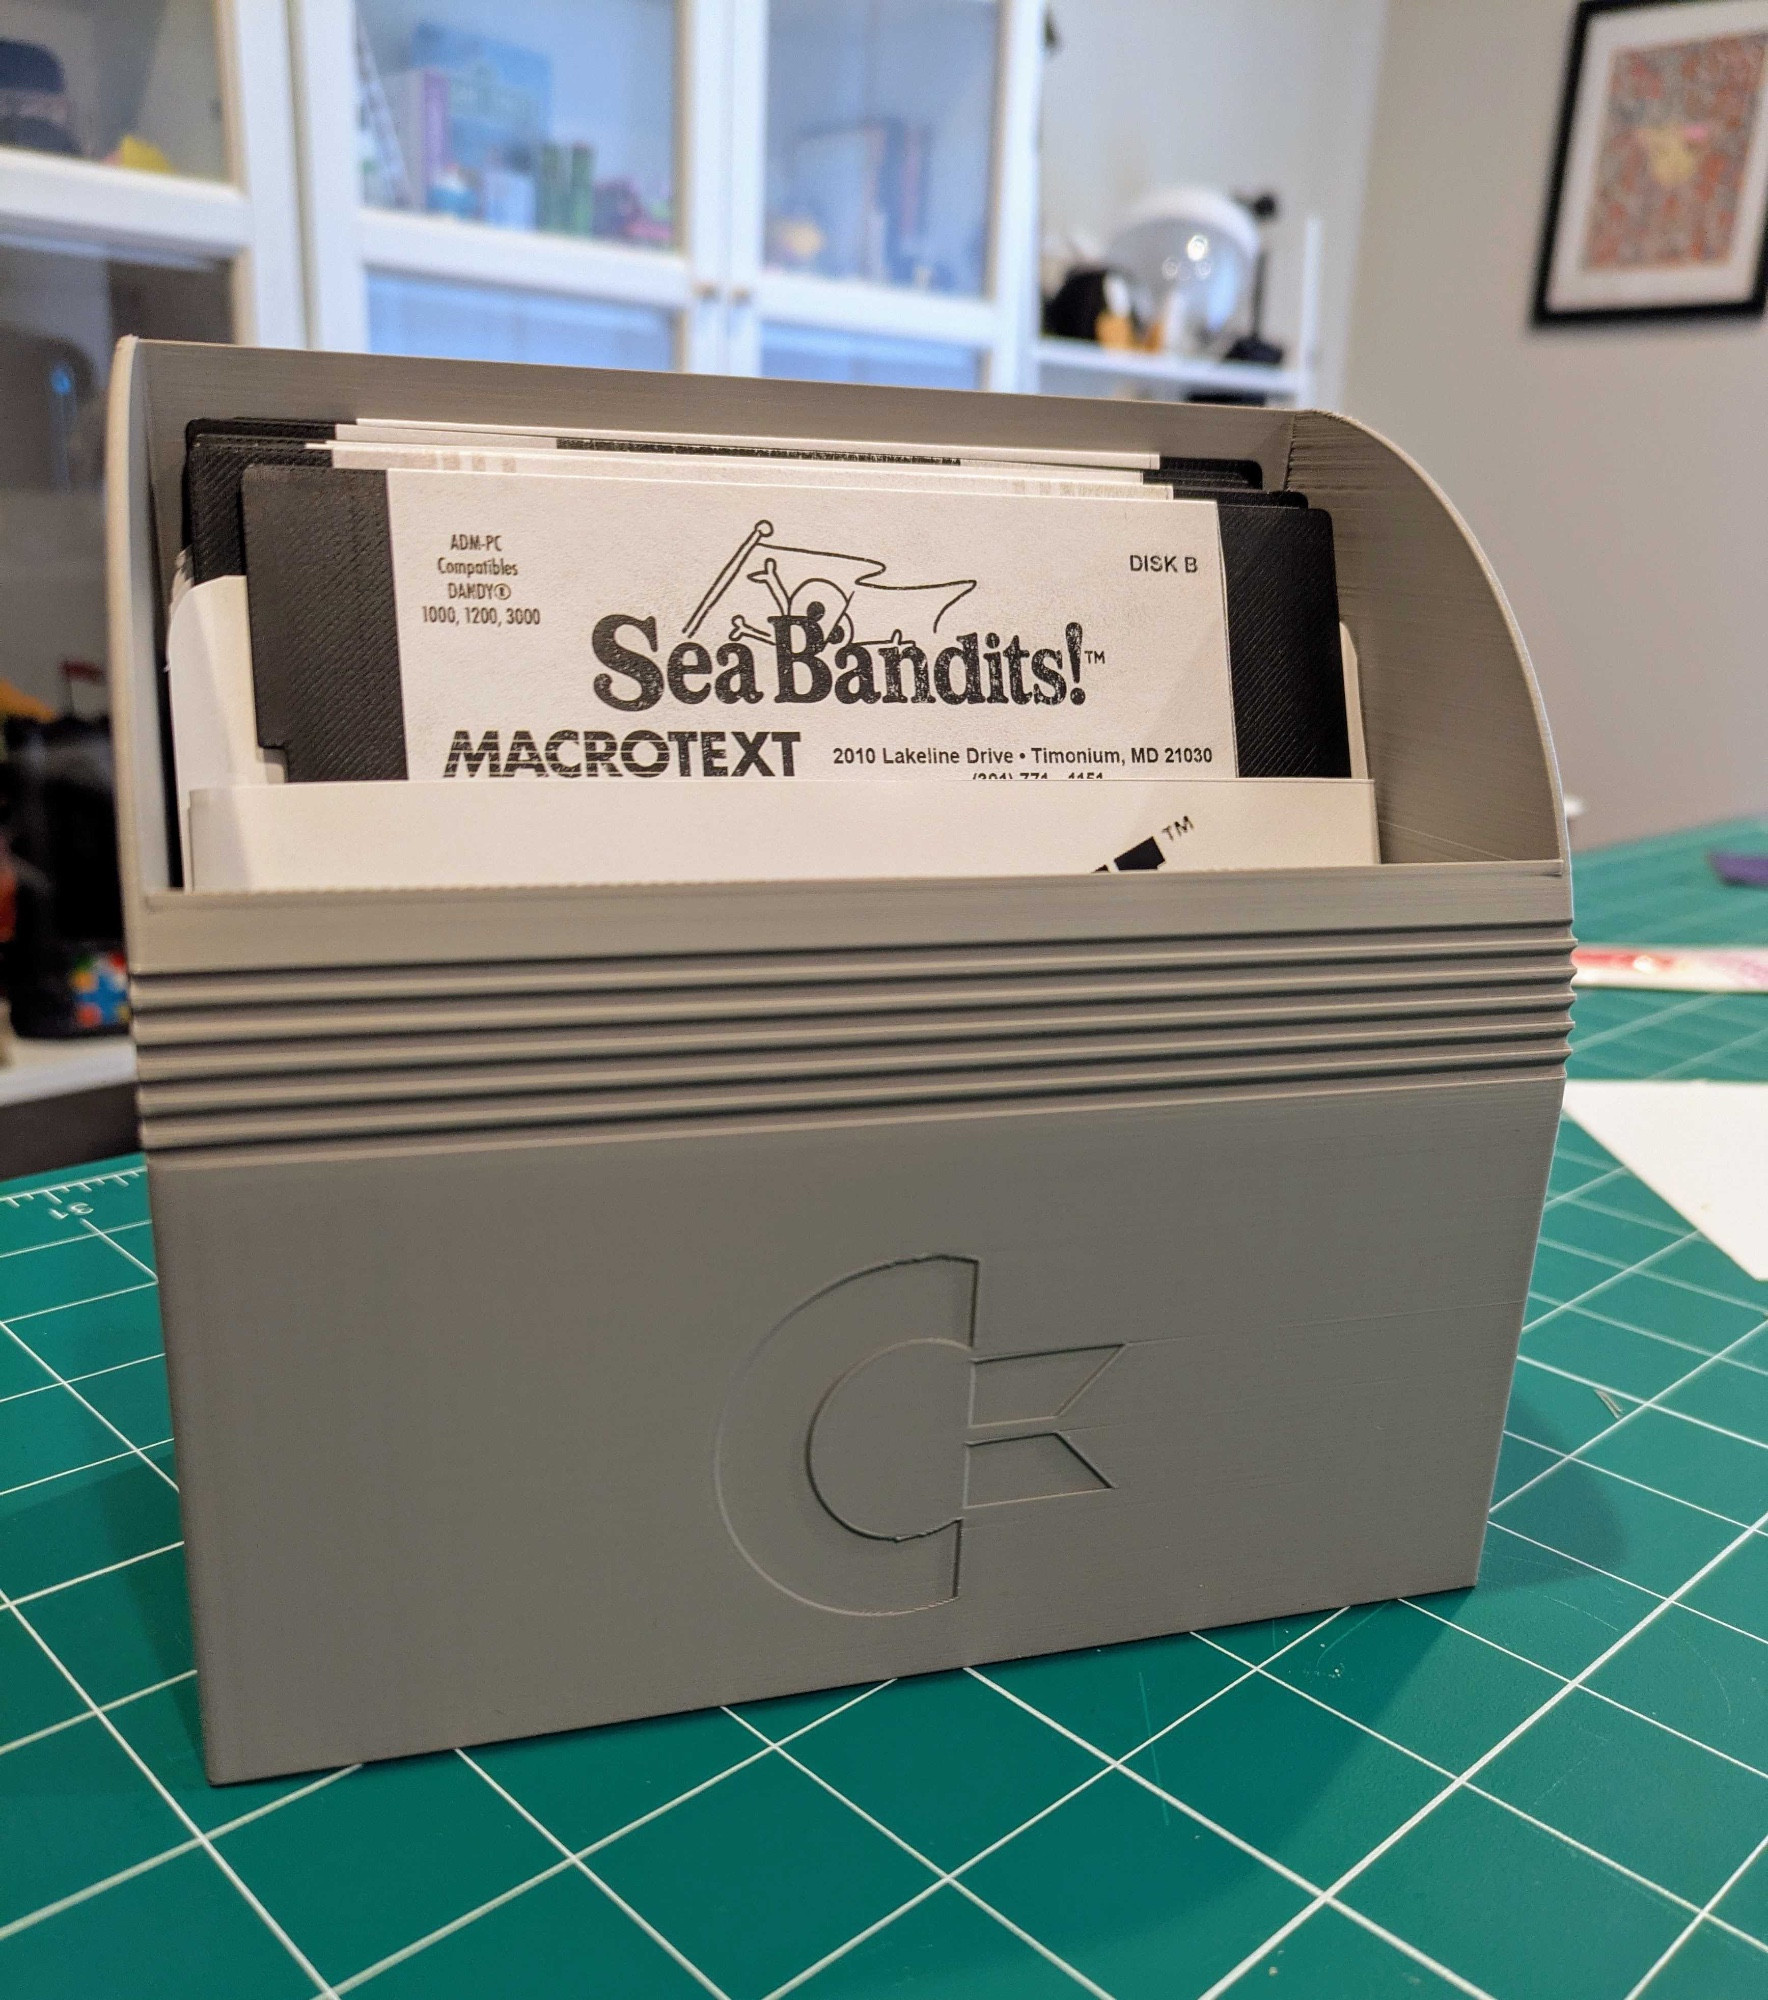 ADM-PC
Compatibles
DANDY®
1000, 1200, 3000
DISK B
Sea Bandits!™
MACROTEXT
2010 Lakeline Drive • Timonium, MD 21030
TM
31